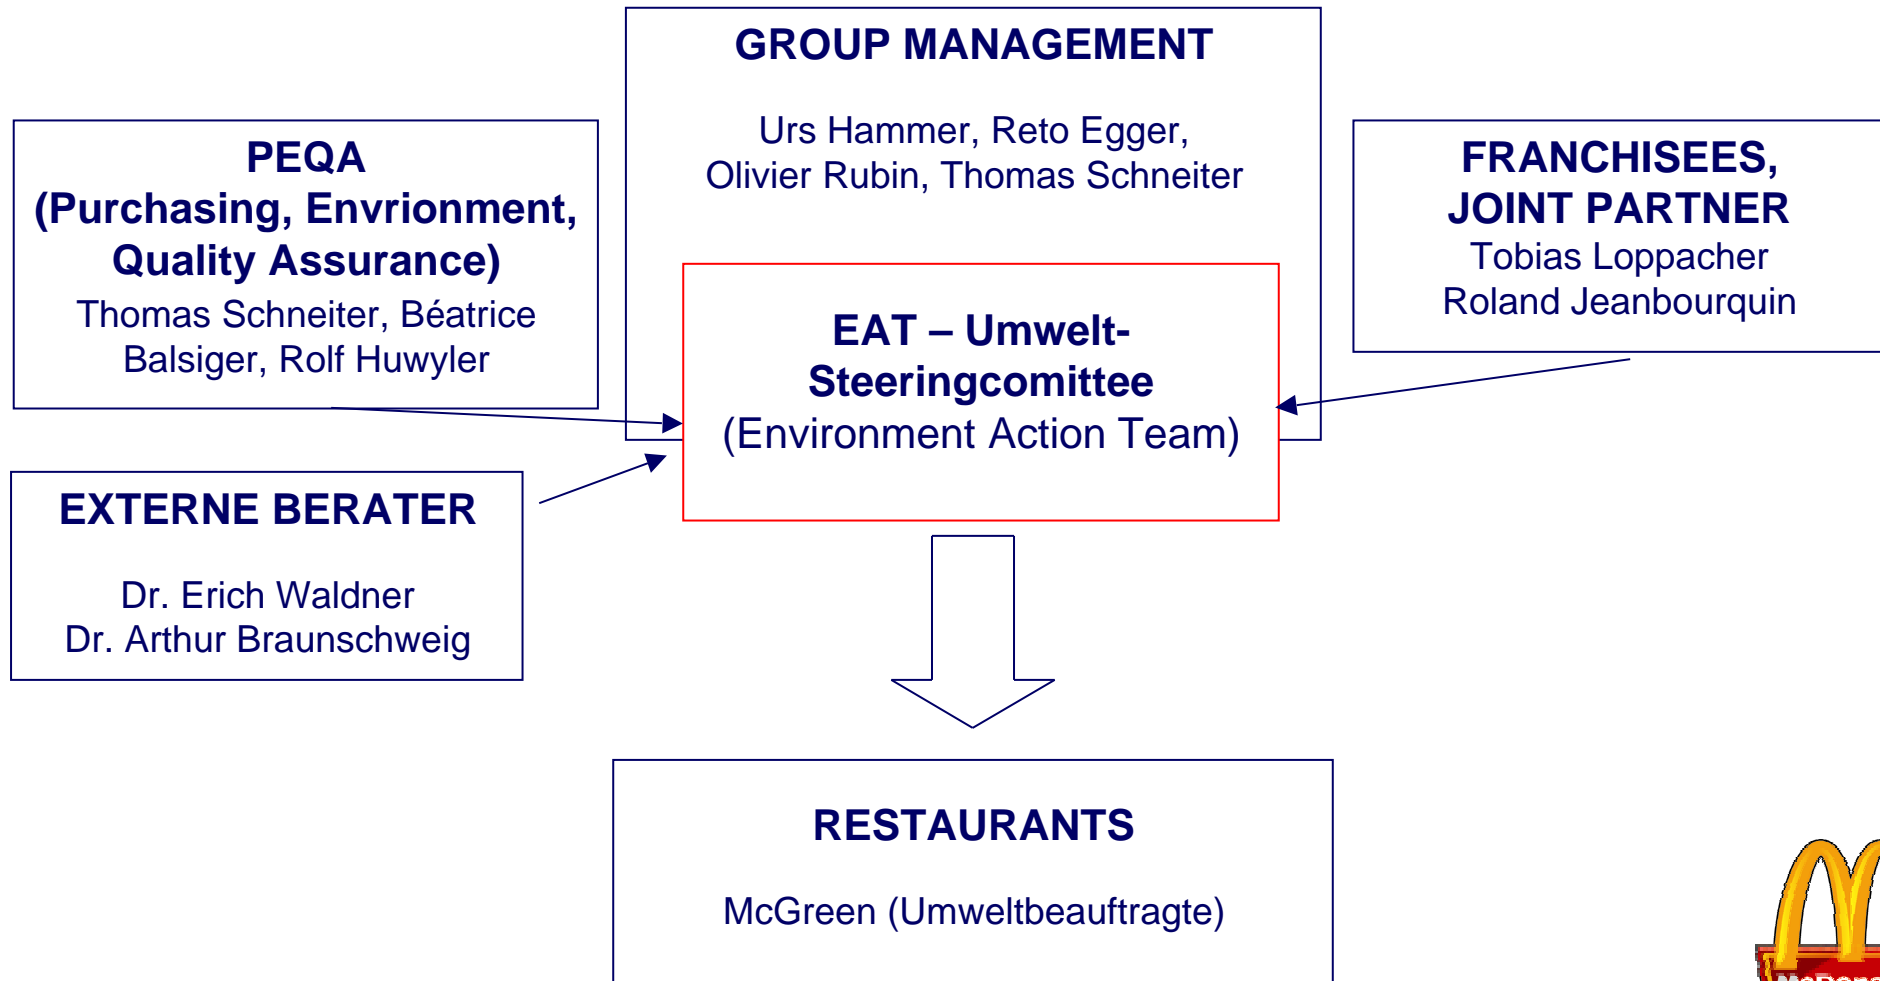 GROUP MANAGEMENT
Urs Hammer, Reto Egger,
Olivier Rubin, Thomas Schneiter
PEQA
(Purchasing, Envrionment,
Quality Assurance)
Thomas Schneiter, Béatrice
Balsiger, Rolf Huwyler
FRANCHISEES,
JOINT PARTNER
Tobias Loppacher
Roland Jeanbourquin
EAT – Umwelt-
Steeringcomittee
(Environment Action Team)
EXTERNE BERATER
Dr. Erich Waldner
Dr. Arthur Braunschweig
RESTAURANTS
McGreen (Umweltbeauftragte)